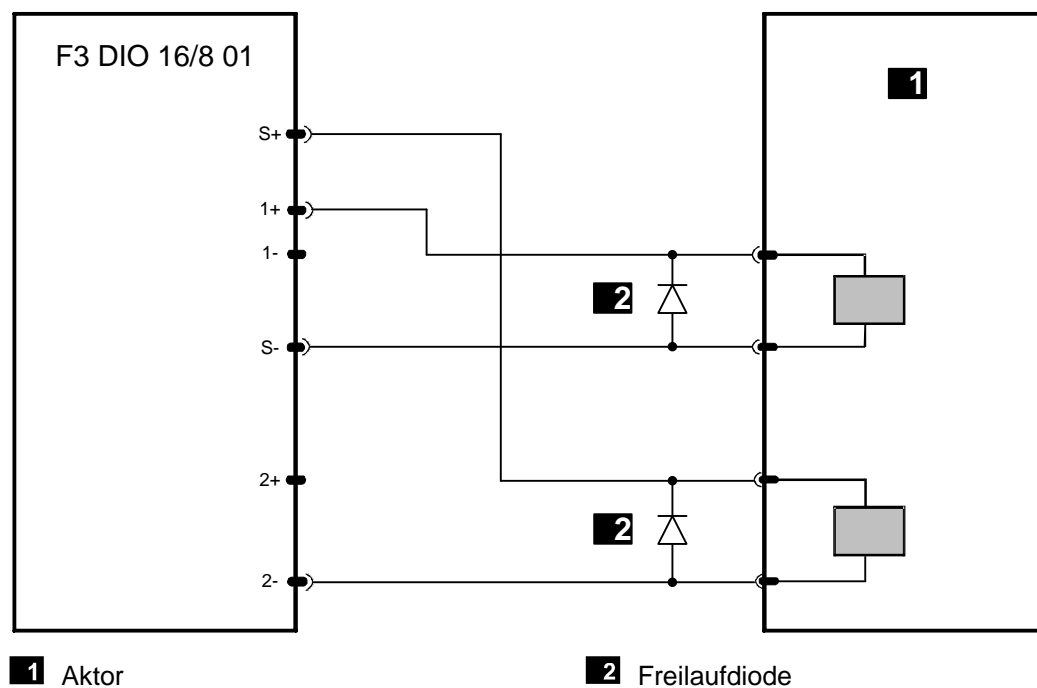 F3 DIO 16/8 01
1
S+
1+
1-
2
S-
2+
2
2-
1 Aktor
2 Freilaufdiode